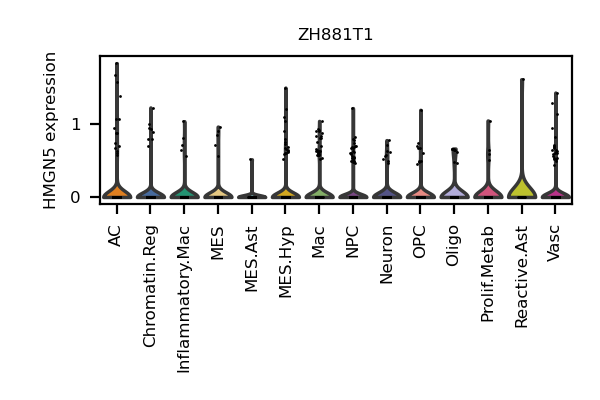 ZH881T1
HMGN5 expression
1
0
AC
Chromatin.Reg
Inflammatory.Mac
MES
MES.Ast
MES.Hyp
Mac
NPC
Neuron
OPC
Oligo
Prolif.Metab
Reactive.Ast
Vasc